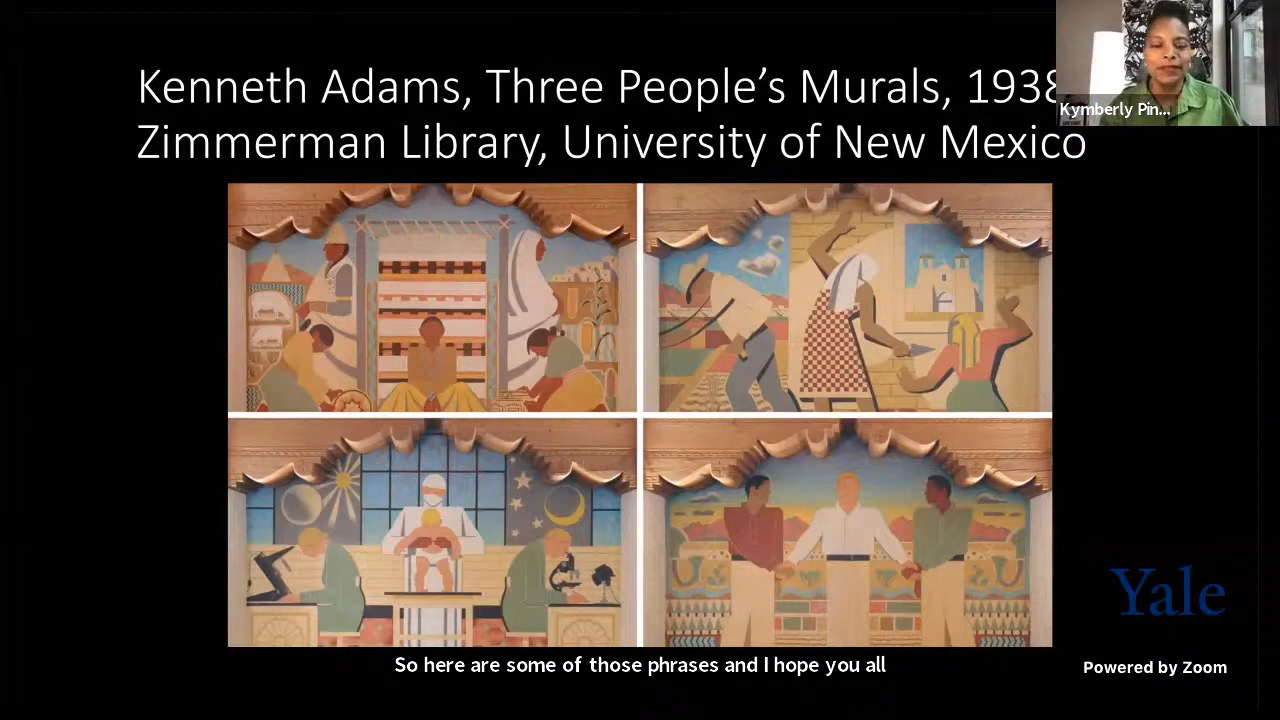 Kenneth Adams, Three People's Murals, 1938
Zimmerman Library, University of New Mexico
Kymberly Pin...
Yale
So here are some of those phrases and I hope you all
Powered by Zoom